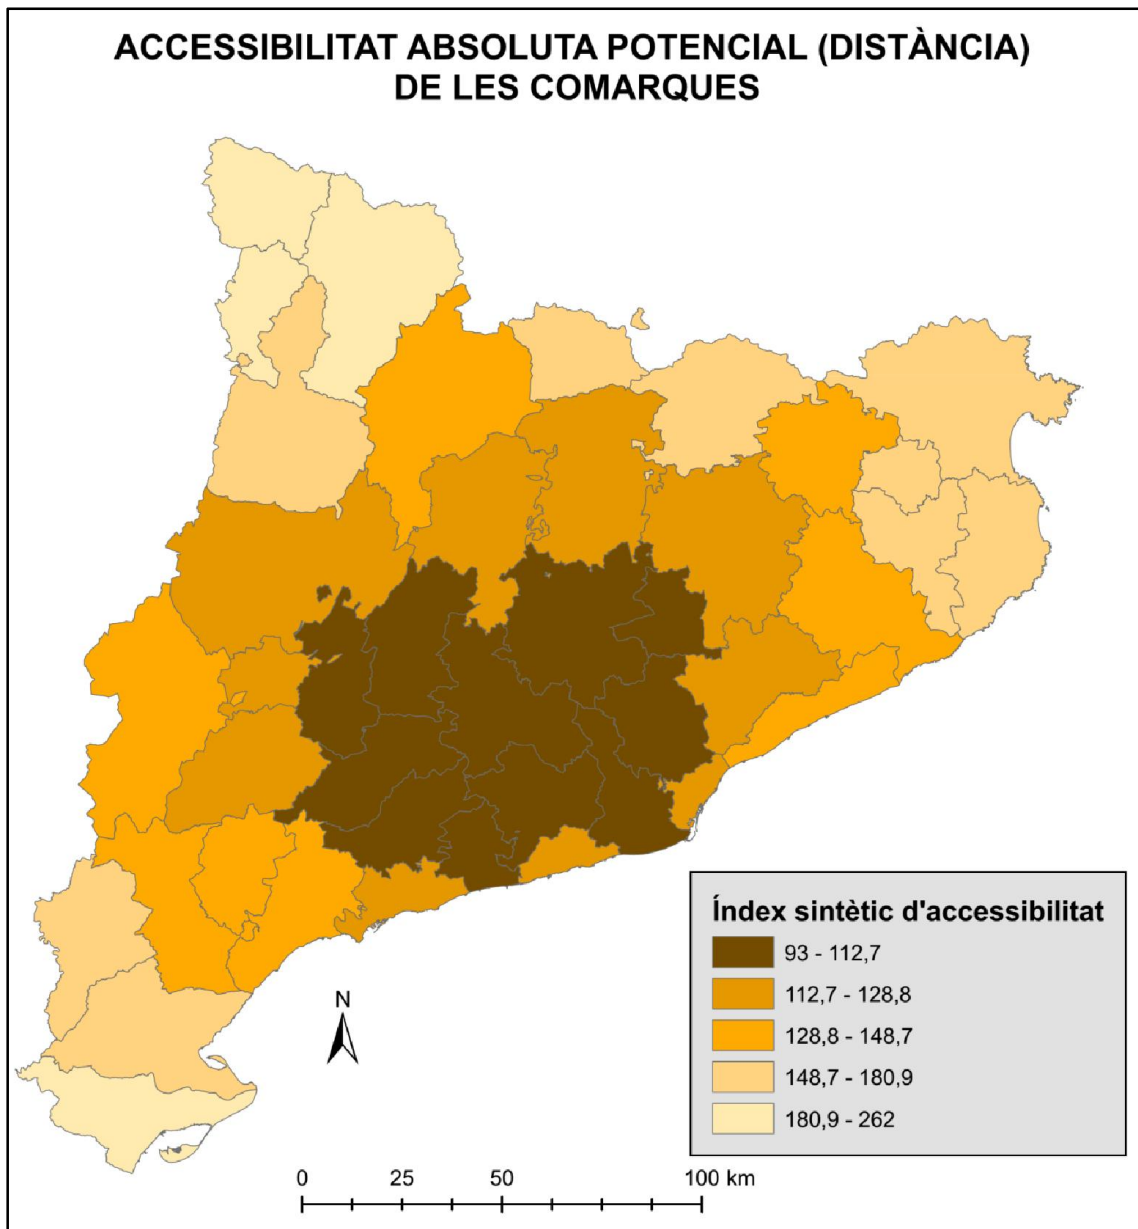 ACCESSIBILITAT ABSOLUTA POTENCIAL (DISTÀNCIA)
DE LES COMARQUES
Índex sintètic d'accessibilitat
93 - 112,7
112,7 - 128,8
128,8 - 148,7
148,7 - 180,9
180,9 - 262
N
0 25 50 100 km